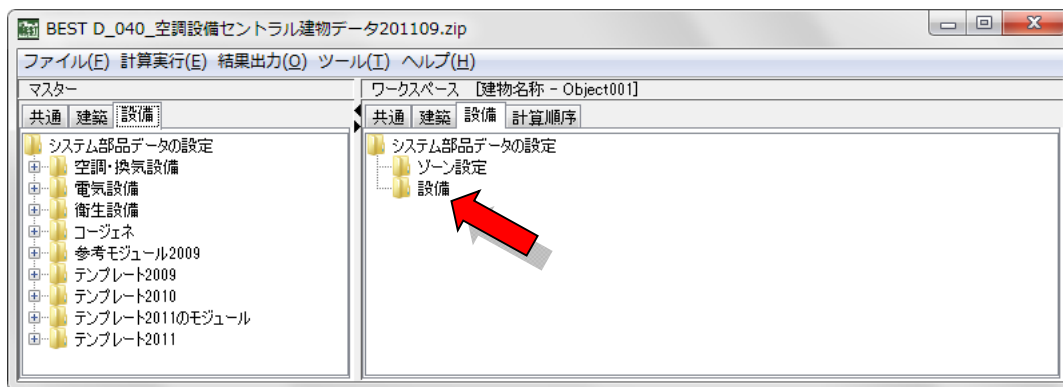 BEST D_040_空調設備セントラル建物データ201109.zip
ファイル(F) 計算実行(E) 結果出力(O) ツール(T) ヘルプ(H)
マスター
ワークスペース [建物名称 - Object001]
共通 建築 設備
共通 建築 設備 計算順序
システム部品データの設定
空調・換気設備
電気設備
衛生設備
コージェネ
参考モジュール2009
テンプレート2009
テンプレート2010
テンプレート2011のモジュール
テンプレート2011
システム部品データの設定
ゾーン設定
設備